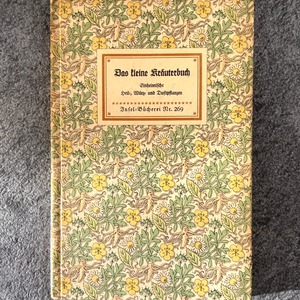 Das kleine Kräuterbuch
Einheimische
Heil-, Würz- und Duftpflanzen
Insel-Bücherei Nr. 269